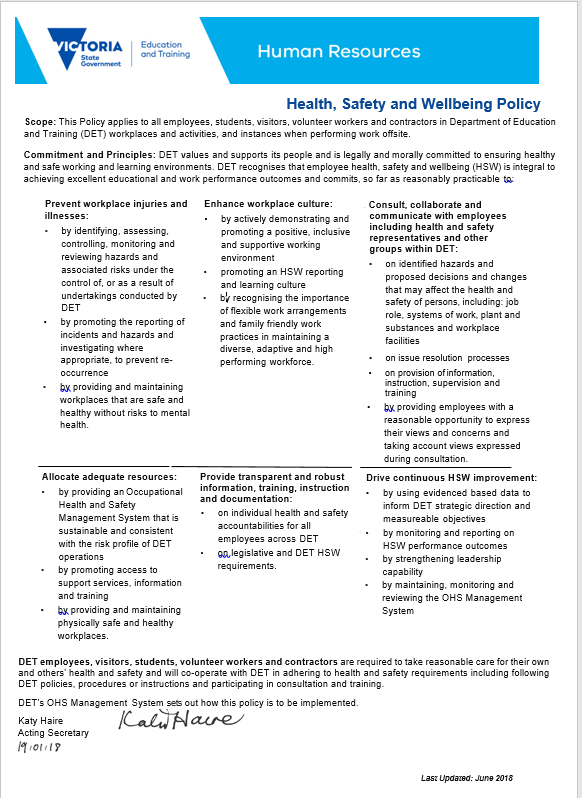 VICTORIA
State
Government
Education
and Training
Human Resources
Health, Safety and Wellbeing Policy
Scope: This Policy applies to all employees, students, visitors, volunteer workers and contractors in Department of Education
and Training (DET) workplaces and activities, and instances when performing work offsite.
Commitment and Principles: DET values and supports its people and is legally and morally committed to ensuring healthy
and safe working and learning environments. DET recognises that employee health, safety and wellbeing (HSW) is integral to
achieving excellent educational and work performance outcomes and commits, so far as reasonably practicable to:
Prevent workplace injuries and
illnesses:
• by identifying, assessing,
controlling, monitoring and
reviewing hazards and
associated risks under the
control of, or as a result of
undertakings conducted by
DET
• by promoting the reporting of
incidents and hazards and
investigating where
appropriate, to prevent re-
occurrence
• by providing and maintaining
workplaces that are safe and
healthy without risks to mental
health.
Enhance workplace culture:
• by actively demonstrating and
promoting a positive, inclusive
and supportive working
environment
• promoting an HSW reporting
and learning culture
• by recognising the importance
of flexible work arrangements
and family friendly work
practices in maintaining a
diverse, adaptive and high
performing workforce.
Consult, collaborate and
communicate with employees
including health and safety
representatives and other
groups within DET:
• on identified hazards and
proposed decisions and changes
that may affect the health and
safety of persons, including: job
role, systems of work, plant and
substances and workplace
facilities
• on issue resolution processes
• on provision of information,
instruction, supervision and
training
• by providing employees with a
reasonable opportunity to express
their views and concerns and
taking account views expressed
during consultation.
Allocate adequate resources:
• by providing an Occupational
Health and Safety
Management System that is
sustainable and consistent
with the risk profile of DET
operations
• by promoting access to
support services, information
and training
• by providing and maintaining
physically safe and healthy
workplaces.
Provide transparent and robust
information, training, instruction
and documentation:
• on individual health and safety
accountabilities for all
employees across DET
• on legislative and DET HSW
requirements.
Drive continuous HSW improvement:
• by using evidenced based data to
inform DET strategic direction and
measureable objectives
• by monitoring and reporting on
HSW performance outcomes
• by strengthening leadership
capability
• by maintaining, monitoring and
reviewing the OHS Management
System
DET employees, visitors, students, volunteer workers and contractors are required to take reasonable care for their own
and others' health and safety and will co-operate with DET in adhering to health and safety requirements including following
DET policies, procedures or instructions and participating in consultation and training.
DET's OHS Management System sets out how this policy is to be implemented.
Katy Haire
Katy Haire
Acting Secretary
19/01/18
Last Updated: June 2018